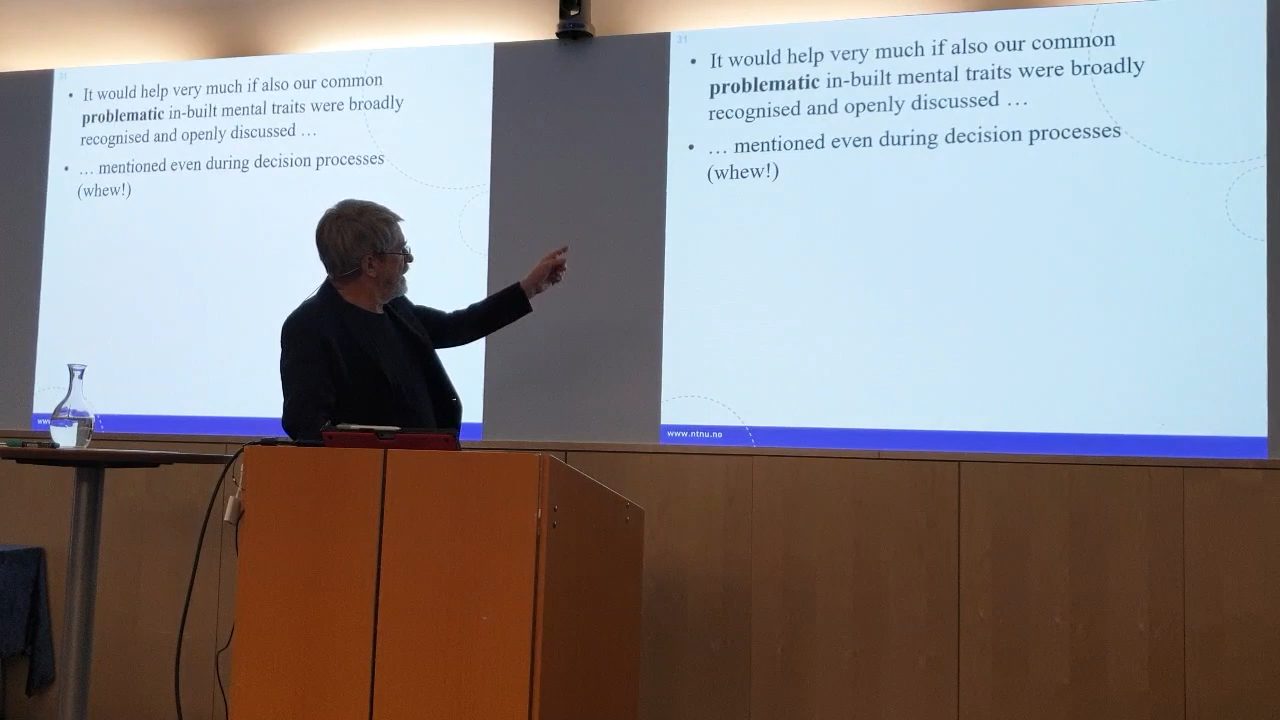 31
• It would help very much if also our common
problematic in-built mental traits were broadly
recognised and openly discussed …
• … mentioned even during decision processes
(whew!)
www
31
• It would help very much if also our common
problematic in-built mental traits were broadly
recognised and openly discussed …
• … mentioned even during decision processes
(whew!)
www.ntnu.no